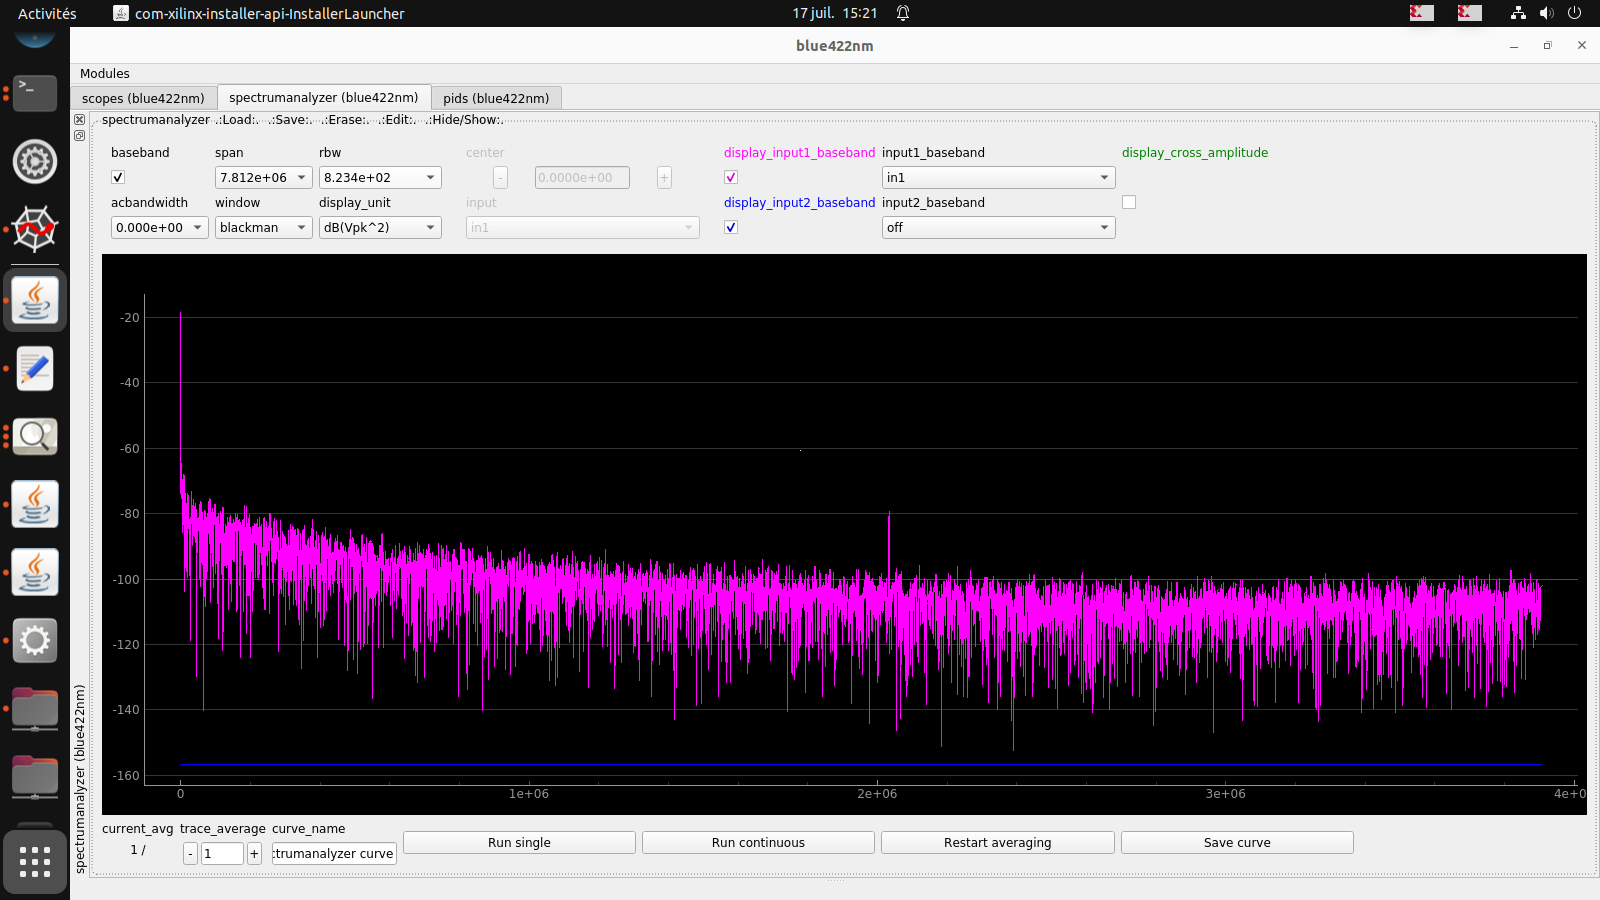 Activités com-xilinx-installer-api-InstallerLauncher 17 juil. 15:21
blue422nm
Modules
scopes (blue422nm) spectrumanalyzer (blue422nm) pids (blue422nm)
spectrumanalyzer .:Load:. .:Save:. .:Erase:. .:Edit:. .:Hide/Show:.
baseband span rbw center display_input1_baseband input1_baseband display_cross_amplitude
7.812e+06 8.234e+02 - 0.0000e+00 + in1
acbandwidth window display_unit input display_input2_baseband input2_baseband
0.000e+00 blackman dB(Vpk^2) in1 off
-20
-40
-60
-80
-100
-120
-140
-160
0 1e+06 2e+06 3e+06 4e+0
spectrumanalyzer (blue422nm)
current_avg trace_average curve_name
1 / - 1 + :trumanalyzer curve Run single Run continuous Restart averaging Save curve